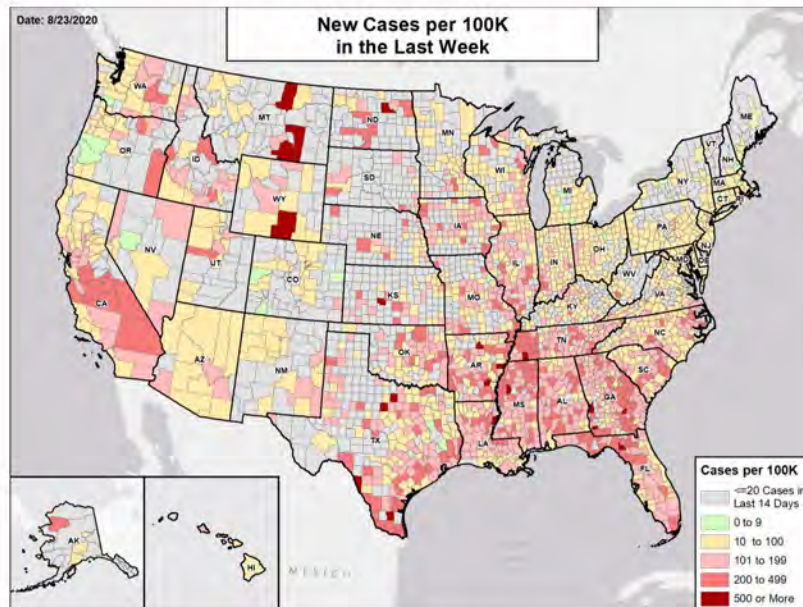 Date: 8/23/2020
New Cases per 100K
in the Last Week
WA
MT
ND
MN
ME
OR
ID
SD
WI
VT
NH
NY
MA
WY
MI
CT
RI
IA
NE
PA
NV
UT
IL
IN
OH
NJ
MD
DE
CO
WV
KS
MO
VA
CA
KY
NC
TN
AZ
NM
OK
AR
SC
MS
AL
GA
TX
LA
FL
AK
HI
MEXICO
Cases per 100K
<=20 Cases in
Last 14 Days
0 to 9
10 to 100
101 to 199
200 to 499
500 or More